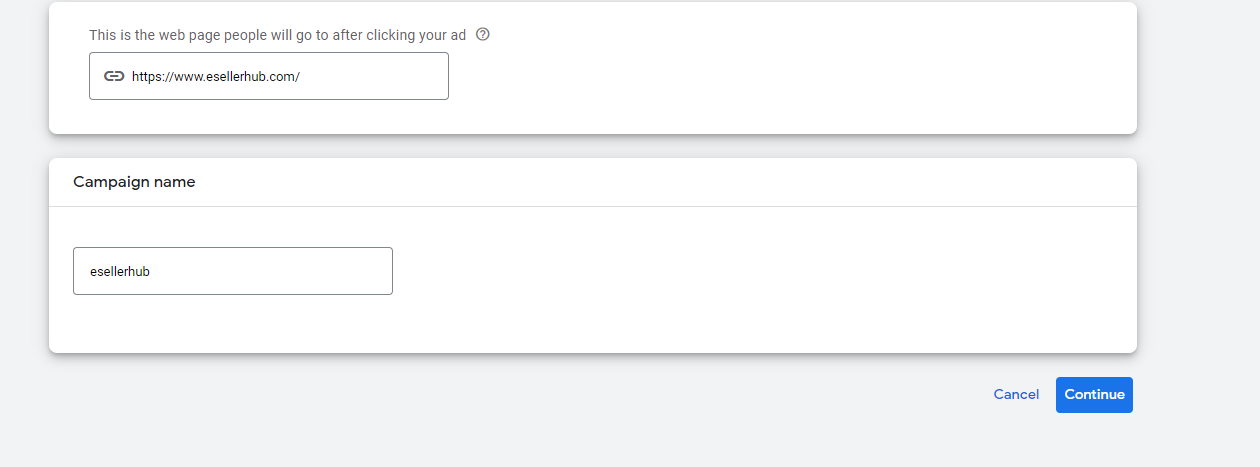 This is the web page people will go to after clicking your ad
https://www.esellerhub.com/
Campaign name
esellerhub
Cancel Continue